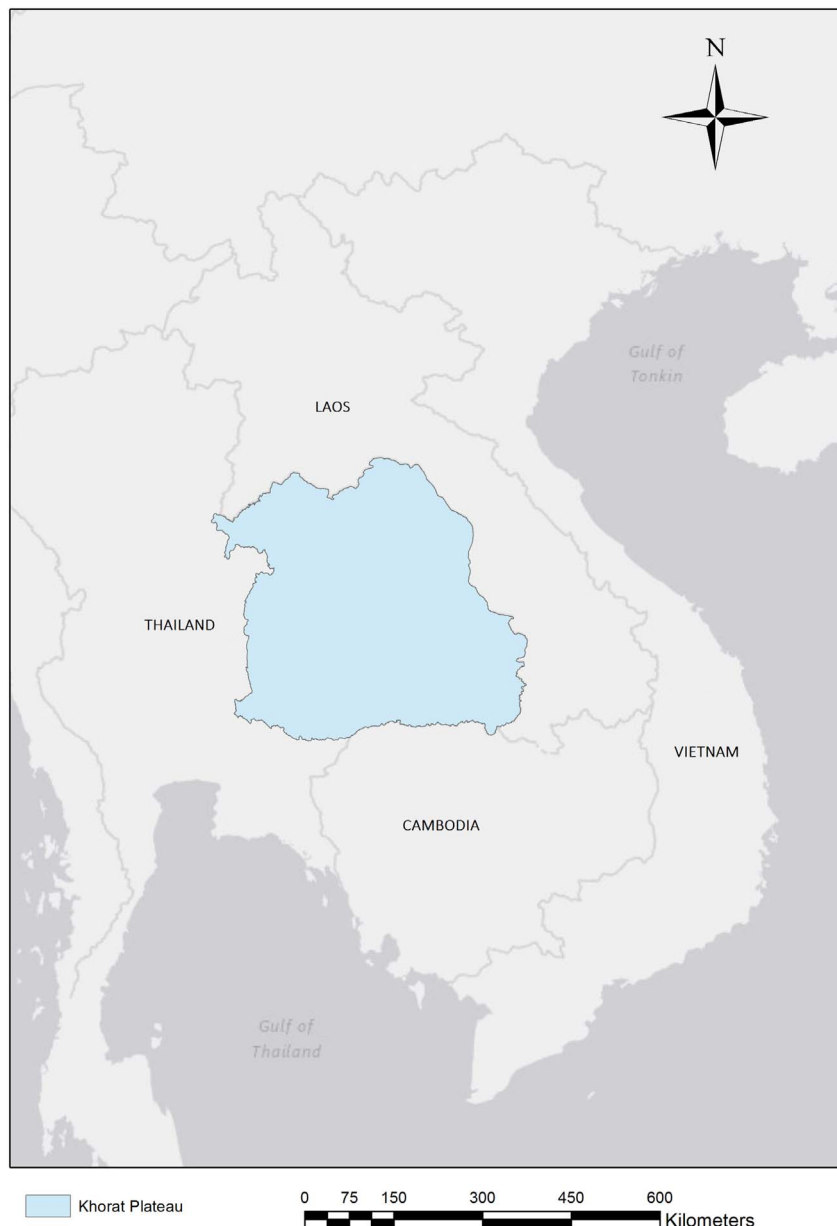 N
Gulf of
Tonkin
LAOS
THAILAND
VIETNAM
CAMBODIA
Gulf of
Thailand
Khorat Plateau
0 75 150 300 450 600
Kilometers